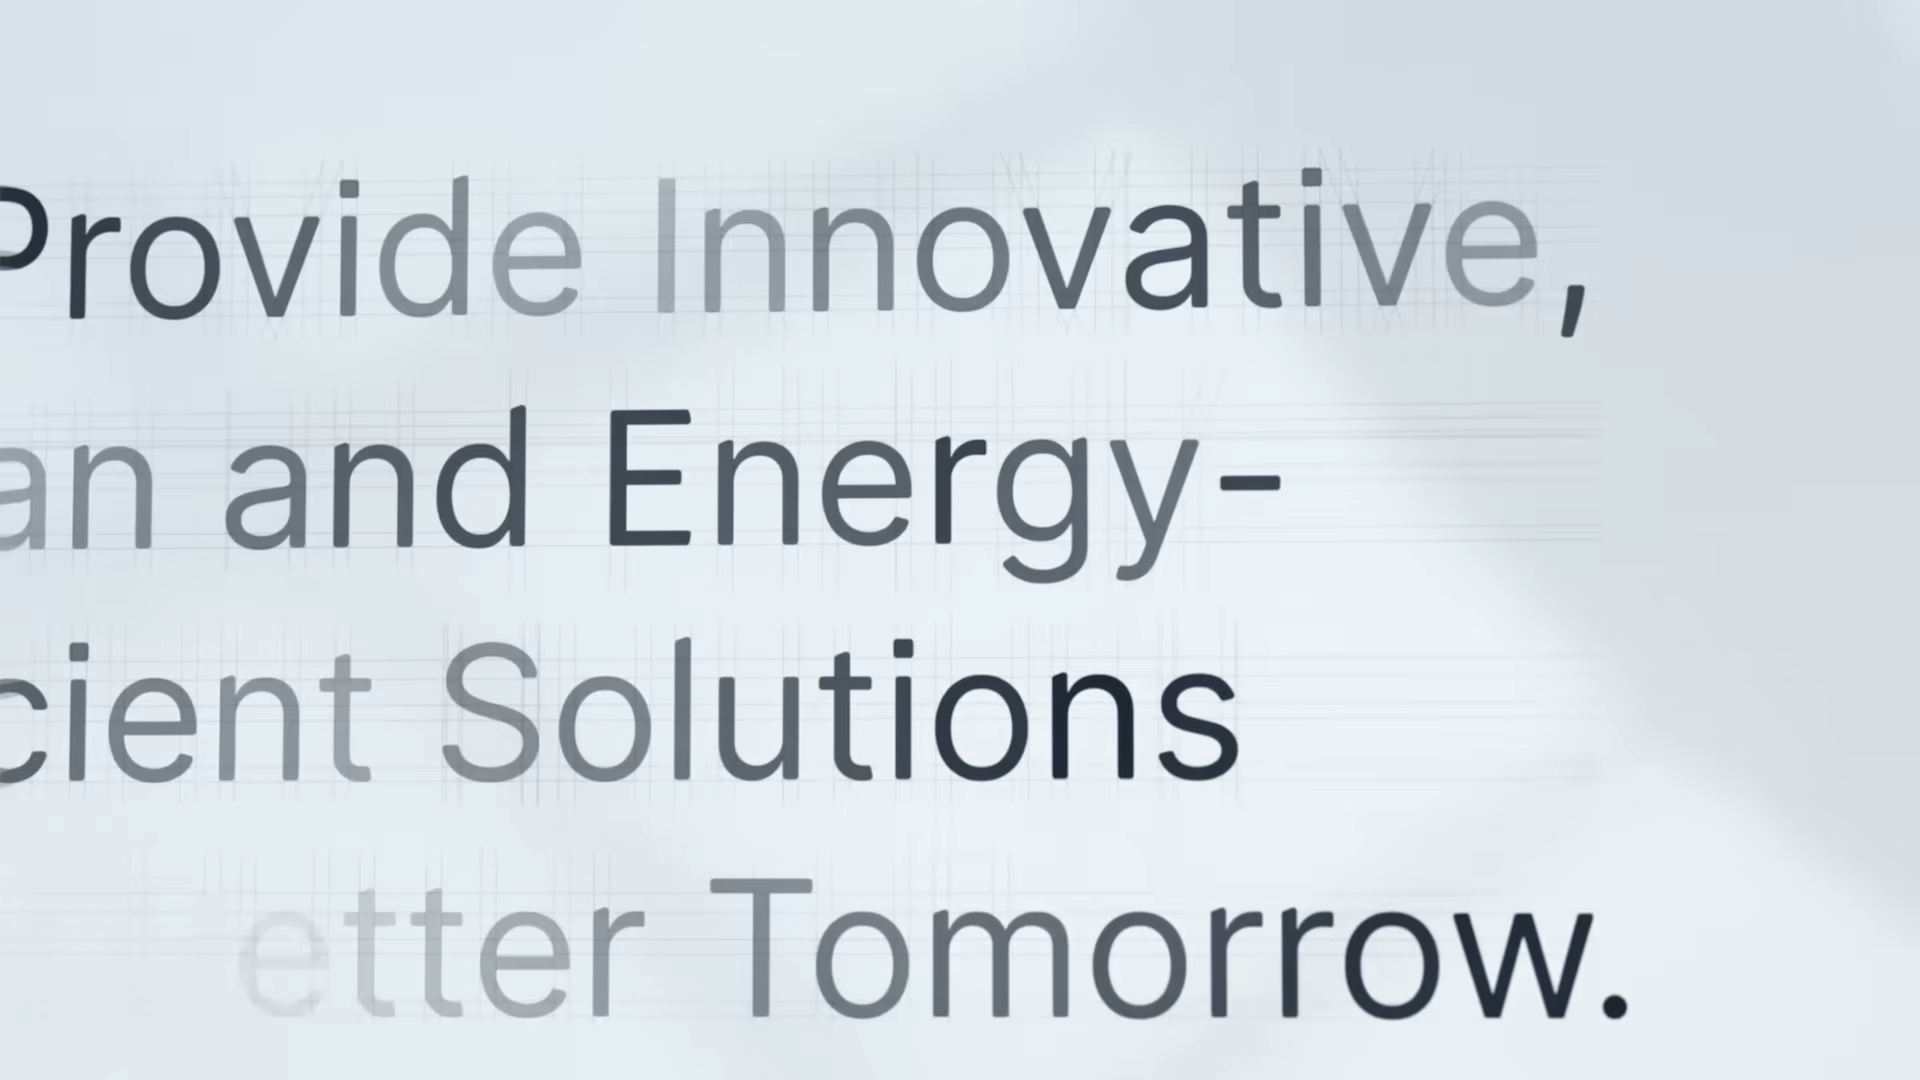 Provide Innovative,
an and Energy-
cient Solutions
etter Tomorrow.